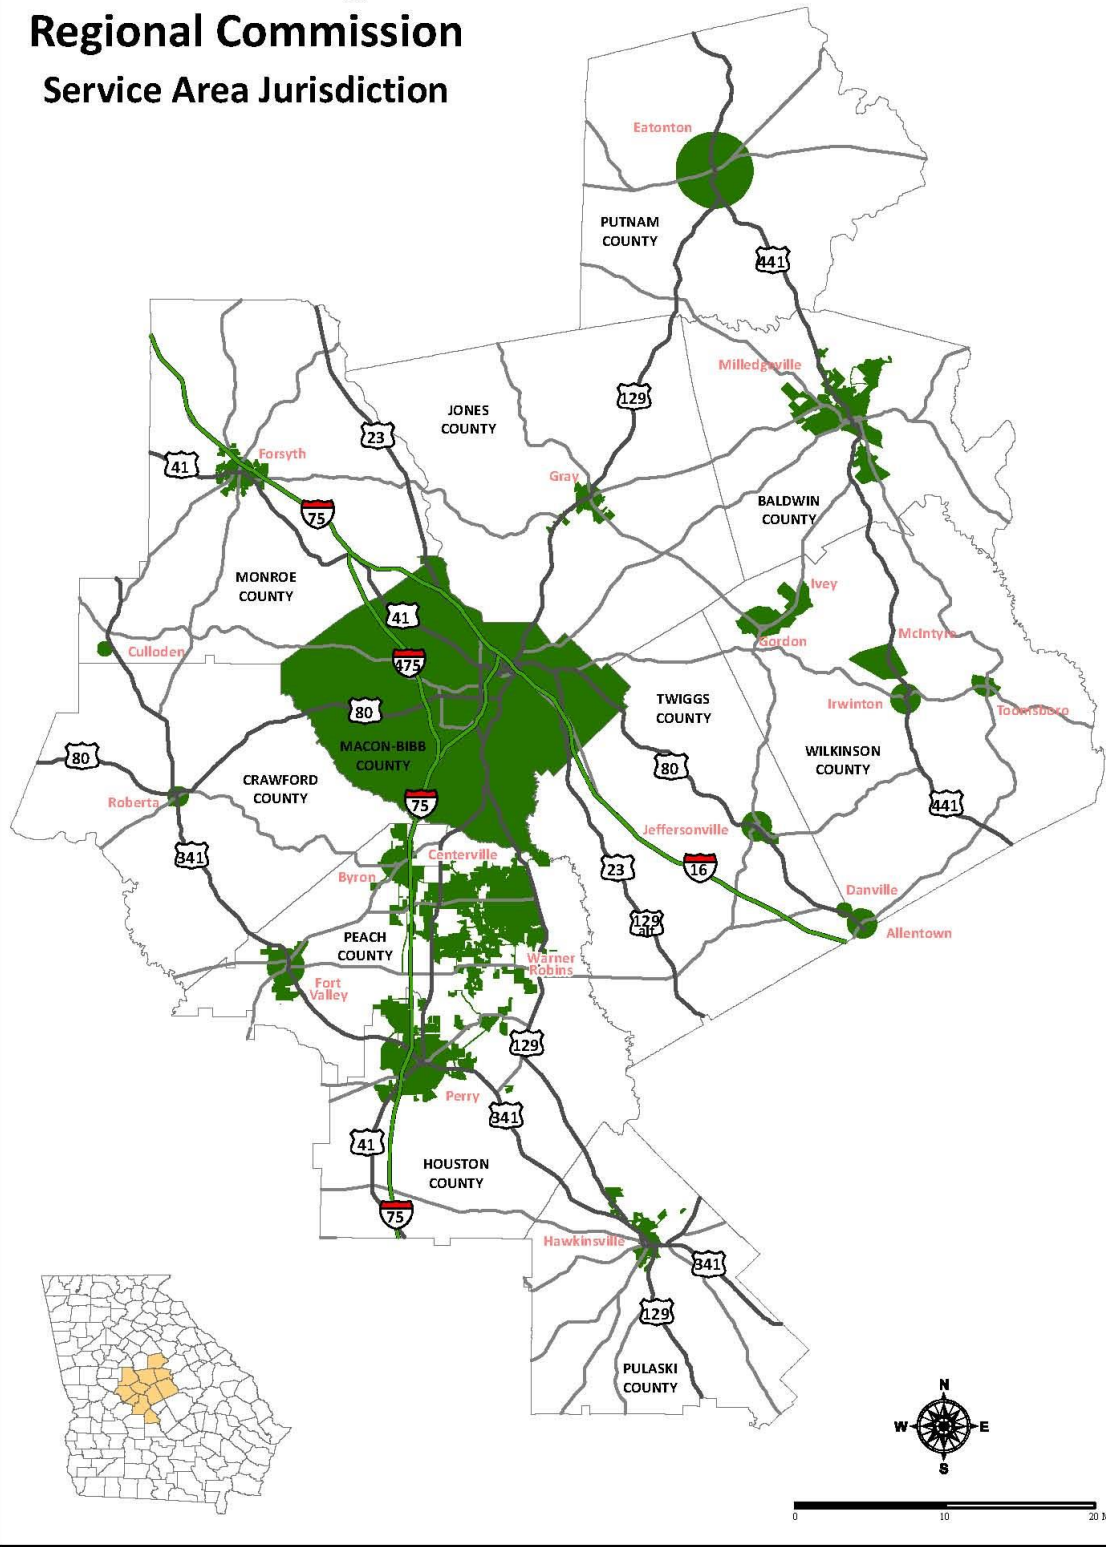 Regional Commission
Service Area Jurisdiction
Eatonton
PUTNAM
COUNTY
441
Milledgeville
129
JONES
COUNTY
23
41
Forsyth
Gray
75
BALDWIN
COUNTY
MONROE
COUNTY
Ivey
41
McIntyre
Gordon
Culloden
475
TWIGGS
COUNTY
Irwinton
Toomsboro
80
MACON-BIBB
COUNTY
WILKINSON
COUNTY
80
80
CRAWFORD
COUNTY
Roberta
75
441
Jeffersonville
341
Centerville
23
16
Byron
Danville
129
alt
Allentown
PEACH
COUNTY
Warner
Robins
Fort
Valley
129
Perry
341
41
HOUSTON
COUNTY
75
Hawkinsville
341
129
PULASKI
COUNTY
N
W
E
S
0
10
20